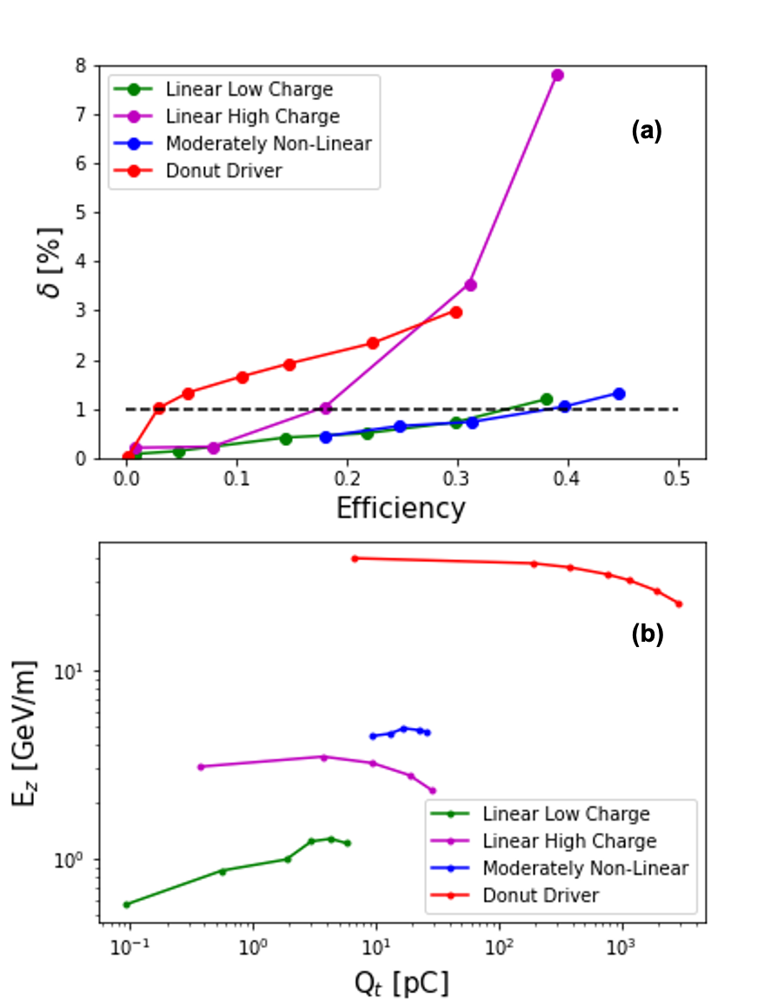 8
7
6
5
4
3
2
1
0
δ [%]
Linear Low Charge
Linear High Charge
Moderately Non-Linear
Donut Driver
(a)
0.0 0.1 0.2 0.3 0.4 0.5
Efficiency
10¹
10⁰
E_z [GeV/m]
(b)
Linear Low Charge
Linear High Charge
Moderately Non-Linear
Donut Driver
10⁻¹ 10⁰ 10¹ 10² 10³
Q_t [pC]